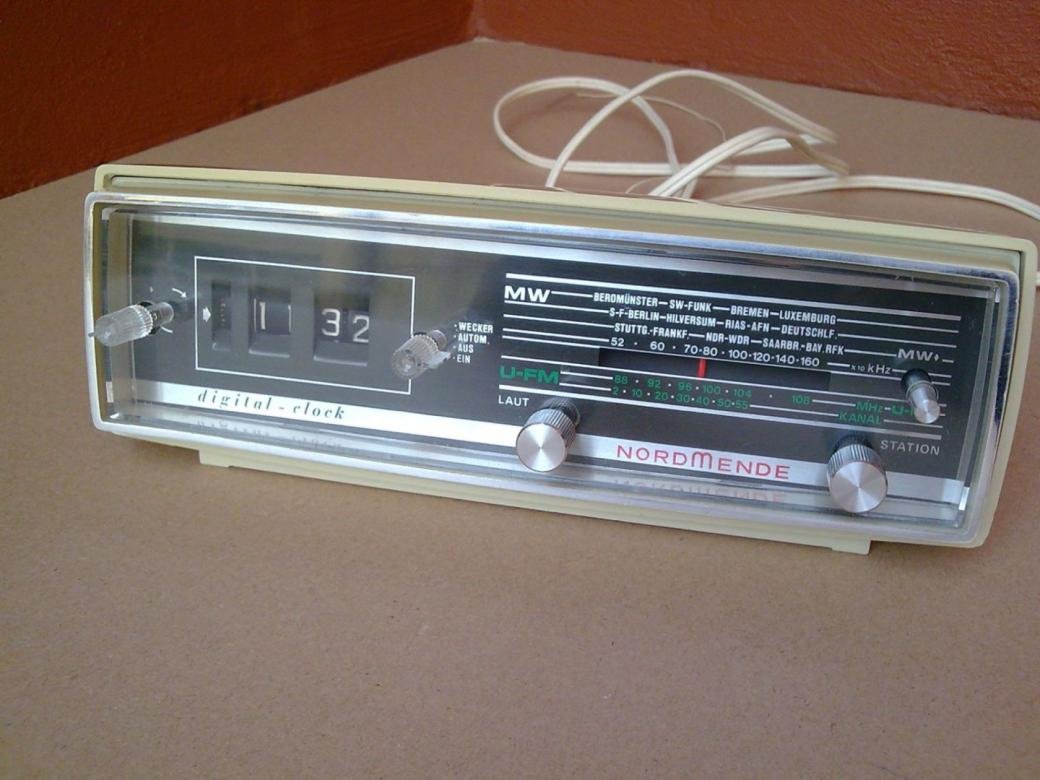 1 32
digital-clock
WECKER
AUTOM.
AUS
EIN
MW
BEROMÜNSTER—SW-FUNK—BREMEN—LUXEMBURG
S-F-BERLIN—HILVERSUM—RIAS-AFN—DEUTSCHLF.
STUTTG.-FRANKF.—NDR-WDR—SAARBR.-BAY.RFK
52 · 60 · 70·80 · 100·120·140·160 x10 kHz
MW
U-FM
88 · 92 · 96·100 · 104 · 108 MHz
2 · 10 · 20·30·40·50·55 KANAL
LAUT
STATION
NORDMENDE